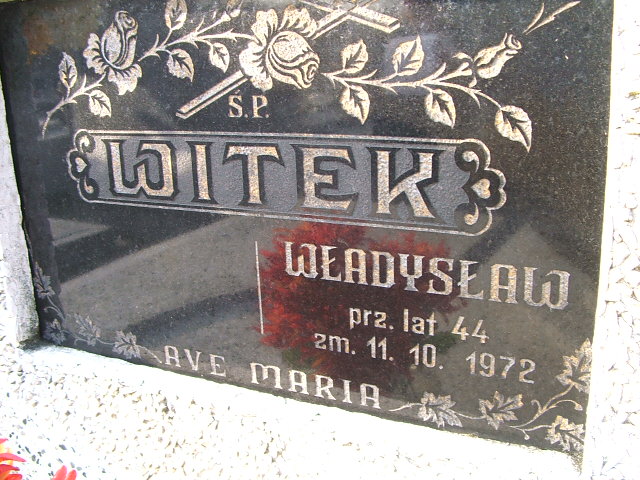 Ś.P.
WITEK
WŁADYSŁAW
prz. lat 44
zm. 11. 10. 1972
AVE MARIA